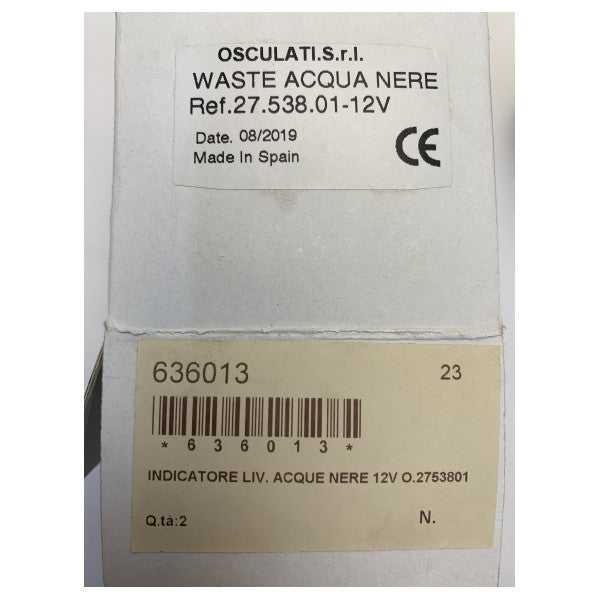 OSCULATI.S.r.l.
WASTE ACQUA NERE
Ref.27.538.01-12V
Date. 08/2019
Made In Spain
CE
636013 23
*636013*
INDICATORE LIV. ACQUE NERE 12V O.2753801
Q.tà:2 N.